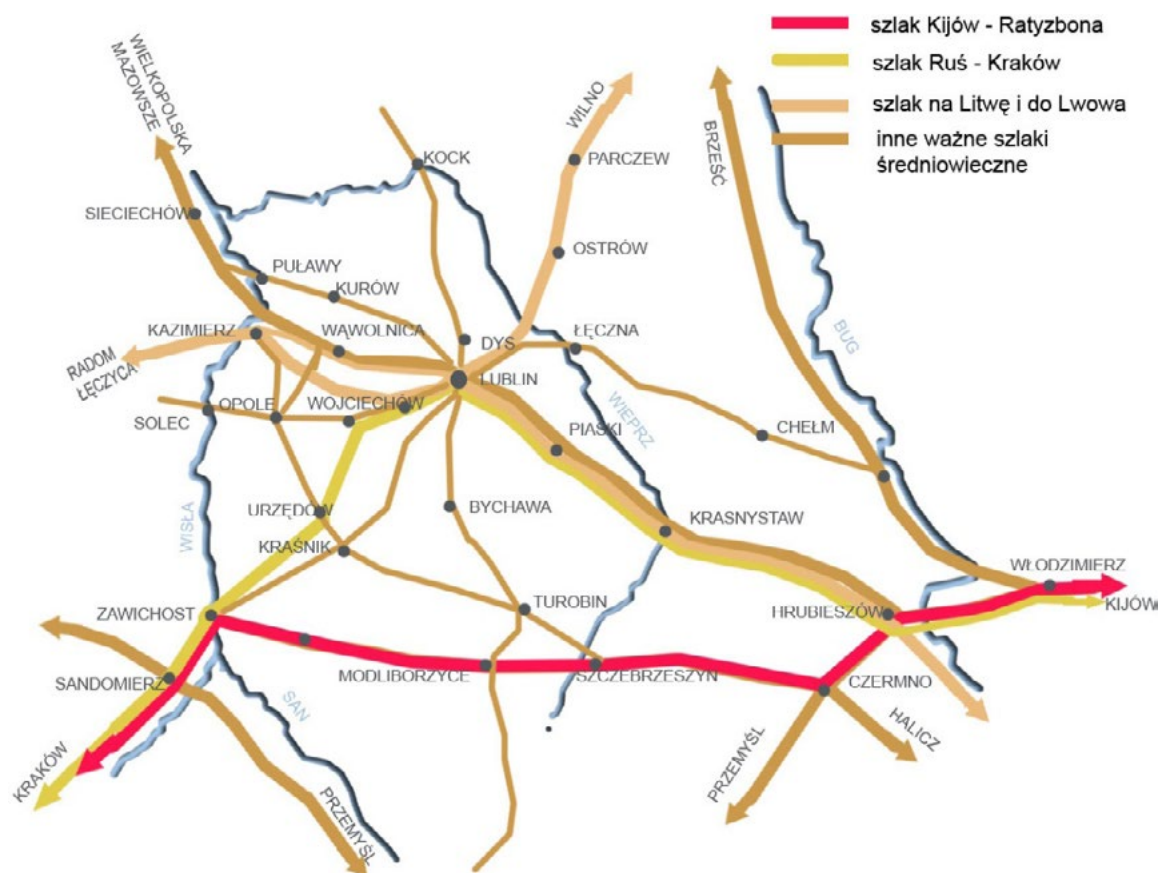 szlak Kijów - Ratyzbona
szlak Ruś - Kraków
szlak na Litwę i do Lwowa
inne ważne szlaki
średniowieczne
WIELKOPOLSKA
MAZOWSZE
WILNO
BRZEŚĆ
KOCK
PARCZEW
SIECIECHÓW
OSTRÓW
PUŁAWY
KURÓW
KAZIMIERZ
WĄWOLNICA
DYS
ŁĘCZNA
BUG
RADOM
ŁĘCZYCA
LUBLIN
OPOLE
WOJCIECHÓW
SOLEC
WIEPRZ
PIASKI
CHEŁM
WISŁA
URZĘDÓW
BYCHAWA
KRASNYSTAW
KRAŚNIK
WŁODZIMIERZ
ZAWICHOST
TUROBIN
HRUBIESZÓW
KIJÓW
SANDOMIERZ
MODLIBORZYCE
SZCZEBRZESZYN
CZERMNO
SAN
HALICZ
KRAKÓW
PRZEMYŚL
PRZEMYŚL